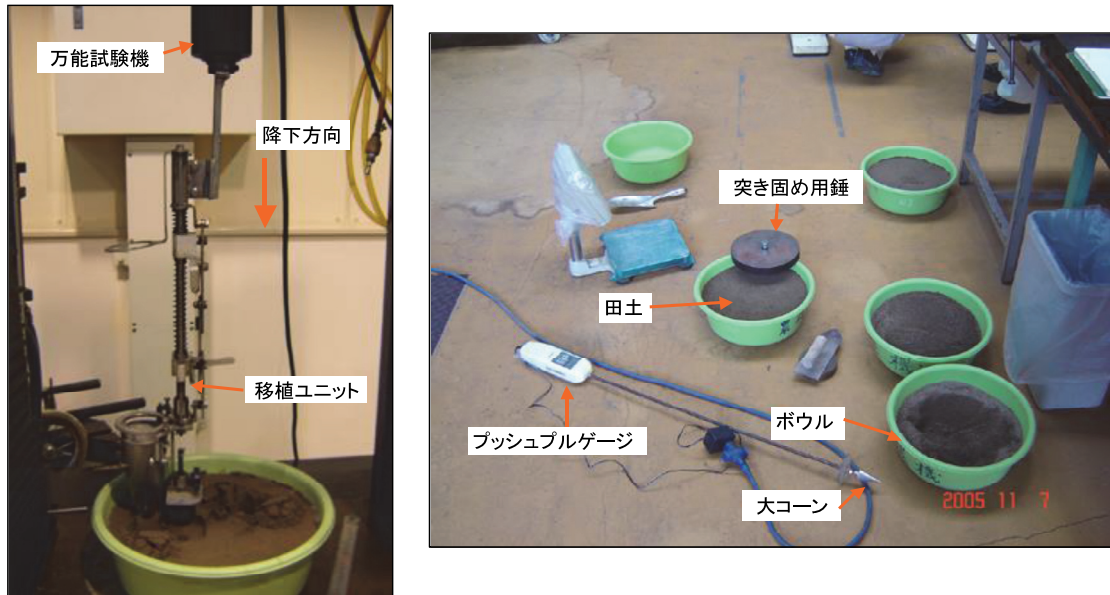 万能試験機
降下方向
移植ユニット
突き固め用錘
田土
プッシュプルゲージ
ボウル
大コーン
2005 11 7